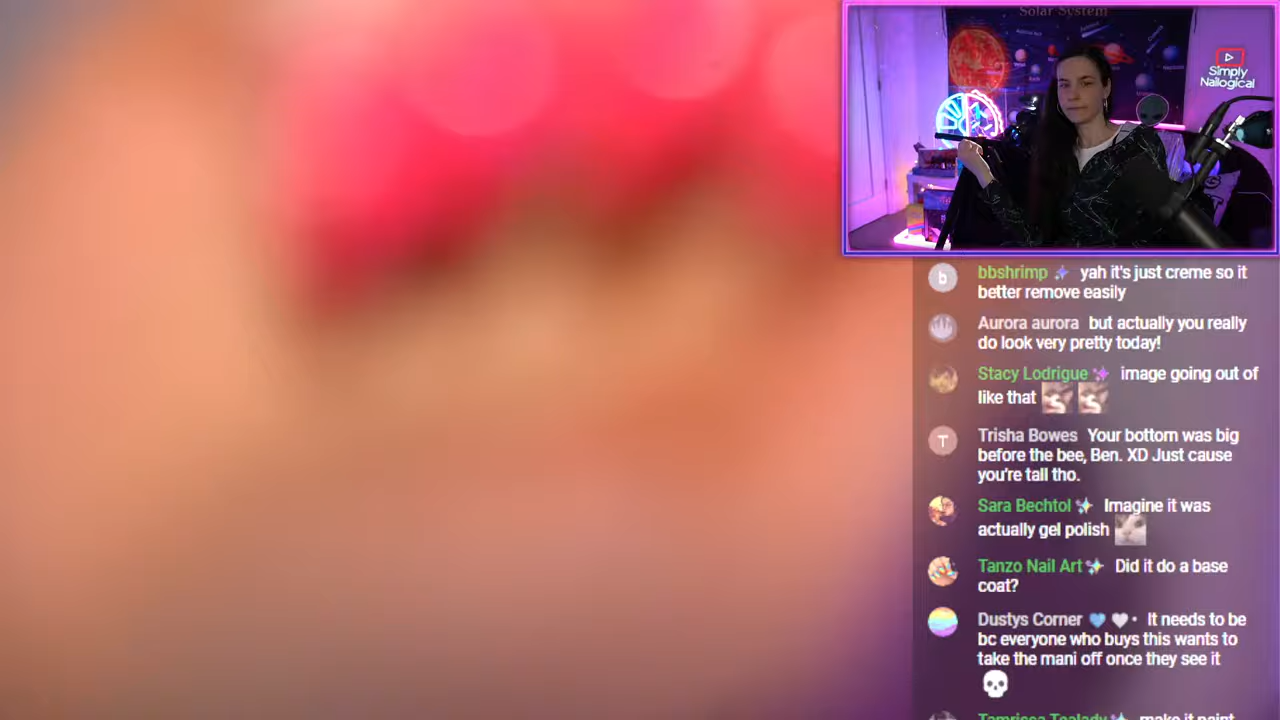 Solar System
Simply
Nailogical
bbshrimp yah it's just creme so it
better remove easily
Aurora aurora but actually you really
do look very pretty today!
Stacy Lodrigue image going out of
like that
T
Trisha Bowes Your bottom was big
before the bee, Ben. XD Just cause
you're tall tho.
Sara Bechtol Imagine it was
actually gel polish
Tanzo Nail Art Did it do a base
coat?
Dustys Corner It needs to be
bc everyone who buys this wants to
take the mani off once they see it